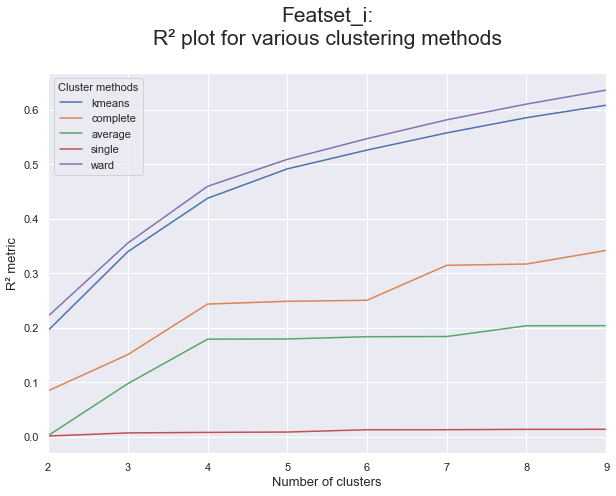 Featset_i:
R² plot for various clustering methods
Cluster methods
kmeans
complete
average
single
ward
R² metric
0.6
0.5
0.4
0.3
0.2
0.1
0.0
2 3 4 5 6 7 8 9
Number of clusters